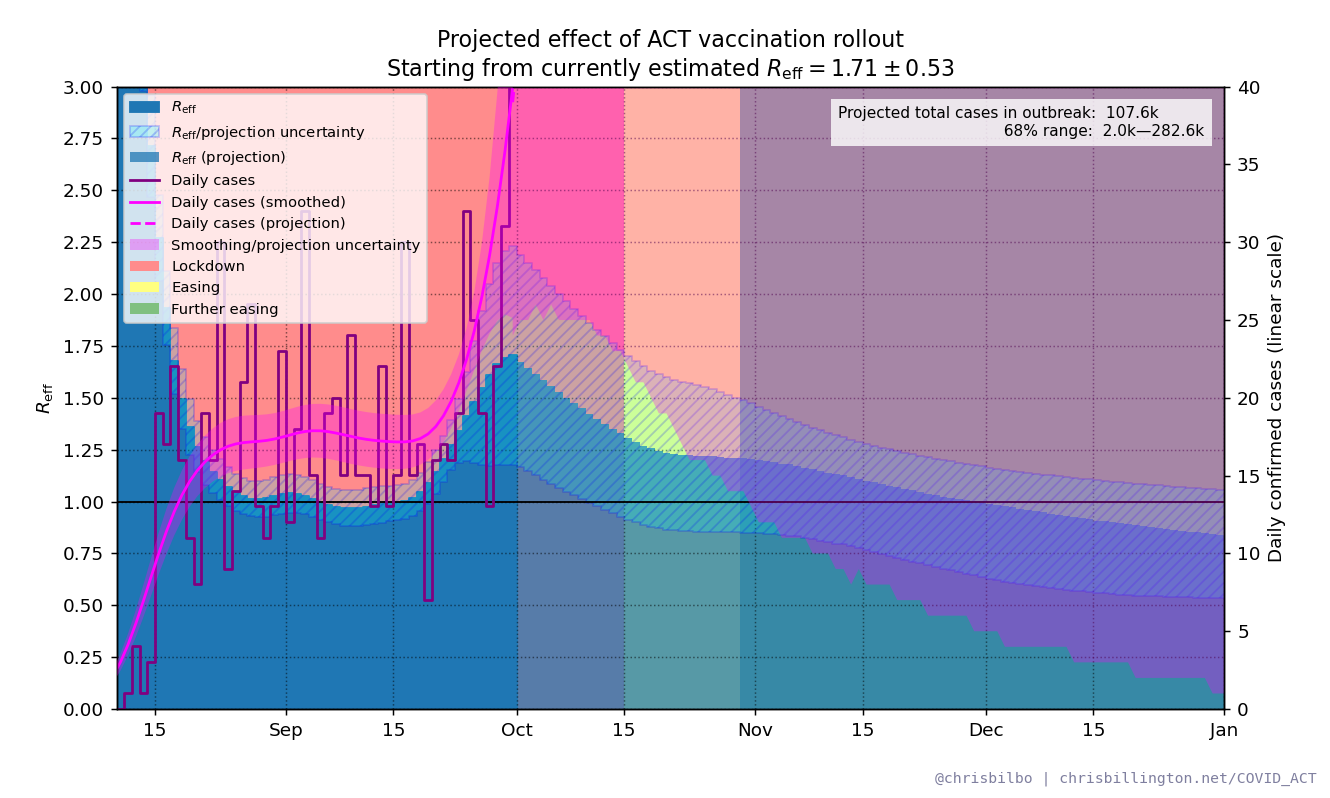 Projected effect of ACT vaccination rollout
Starting from currently estimated Reff = 1.71 ± 0.53
3.00
2.75
2.50
2.25
2.00
1.75
1.50
1.25
1.00
0.75
0.50
0.25
0.00
Reff
Reff
Reff/projection uncertainty
Reff (projection)
Daily cases
Daily cases (smoothed)
Daily cases (projection)
Smoothing/projection uncertainty
Lockdown
Easing
Further easing
Projected total cases in outbreak: 107.6k
68% range: 2.0k—282.6k
40
35
30
25
20
15
10
5
0
Daily confirmed cases (linear scale)
15 Sep 15 Oct 15 Nov 15 Dec 15 Jan
@chrisbilbo | chrisbillington.net/COVID_ACT